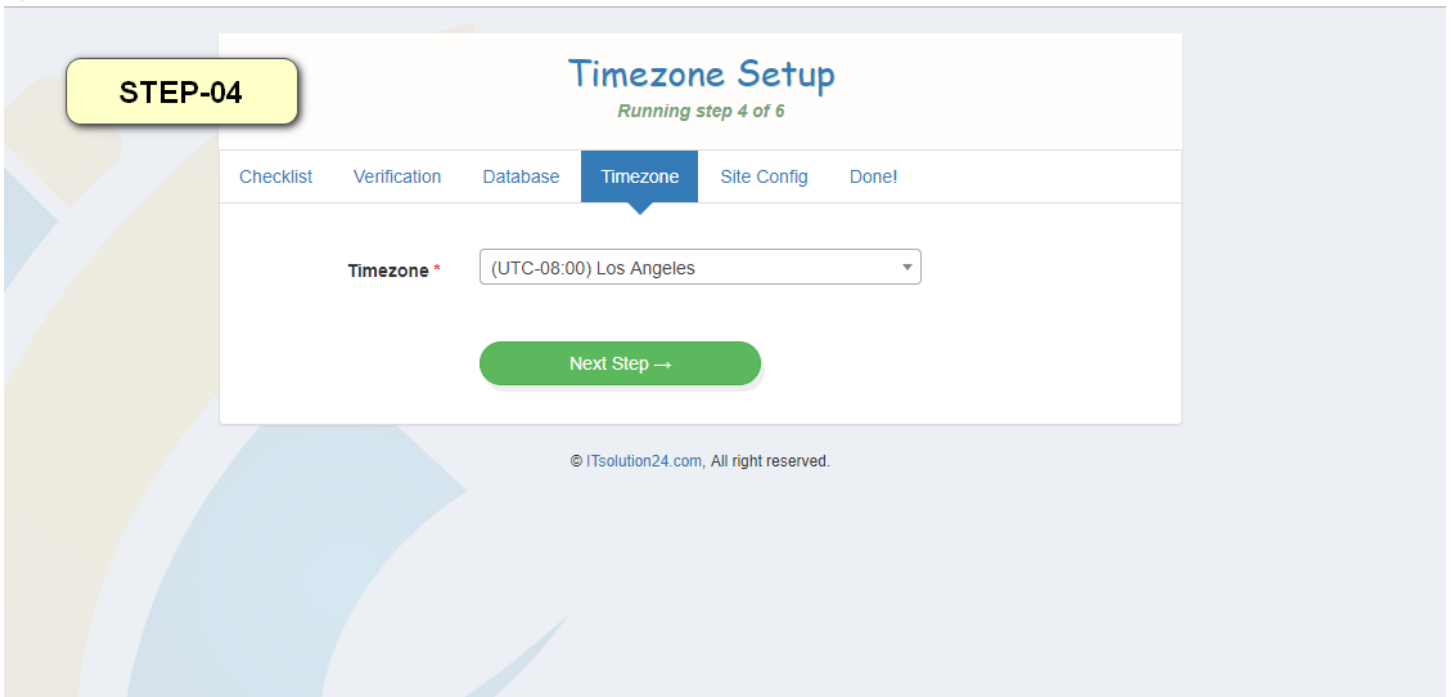 STEP-04
Timezone Setup
Running step 4 of 6
Checklist Verification Database Timezone Site Config Done!
Timezone * (UTC-08:00) Los Angeles
Next Step →
© ITsolution24.com, All right reserved.